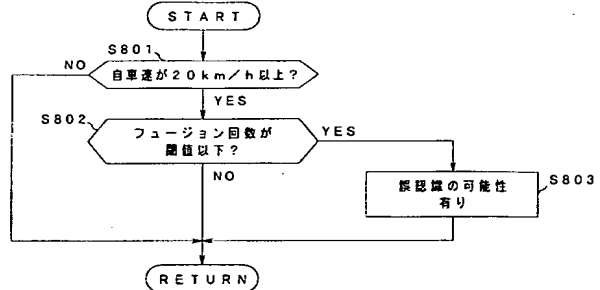 START
S801
自車速が20km/h以上?
NO
YES
S802
フュージョン回数が
閾値以下?
YES
NO
S803
誤認識の可能性
有り
RETURN